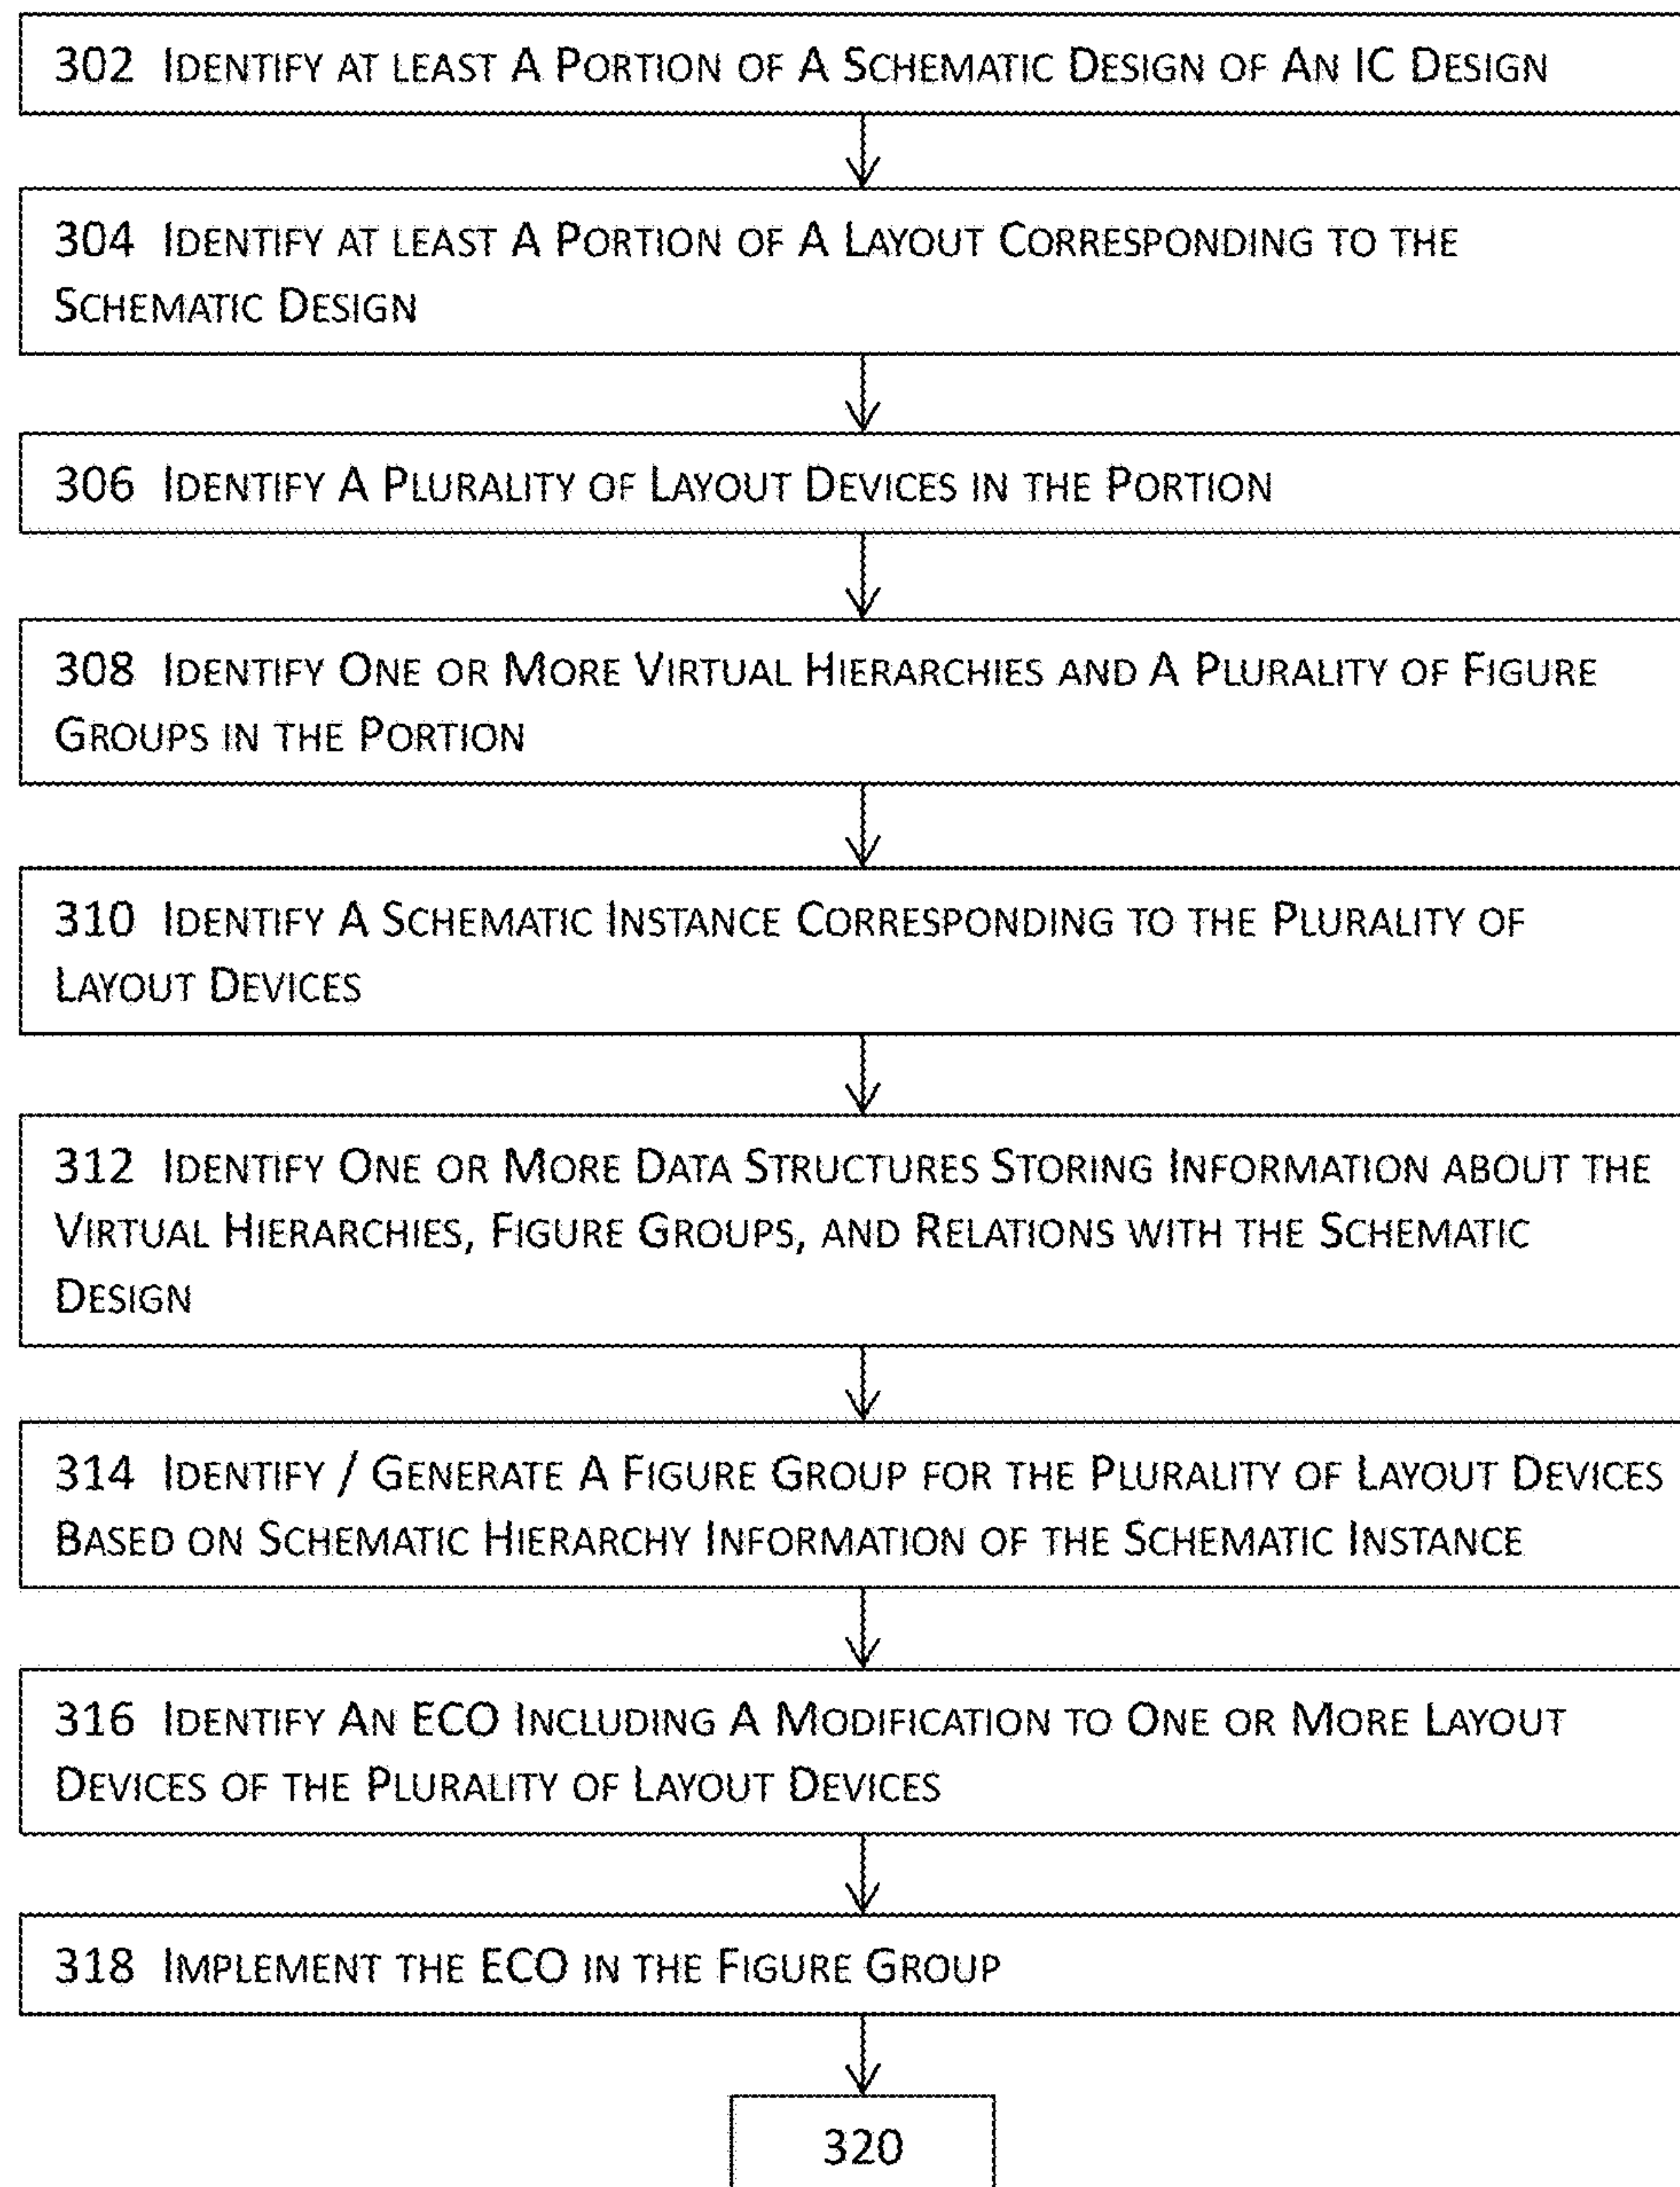 302 Identify at least A Portion of A Schematic Design of An IC Design
304 Identify at least A Portion of A Layout Corresponding to the
Schematic Design
306 Identify A Plurality of Layout Devices in the Portion
308 Identify One or More Virtual Hierarchies and A Plurality of Figure
Groups in the Portion
310 Identify A Schematic Instance Corresponding to the Plurality of
Layout Devices
312 Identify One or More Data Structures Storing Information about the
Virtual Hierarchies, Figure Groups, and Relations with the Schematic
Design
314 Identify / Generate A Figure Group for the Plurality of Layout Devices
Based on Schematic Hierarchy Information of the Schematic Instance
316 Identify An ECO Including A Modification to One or More Layout
Devices of the Plurality of Layout Devices
318 Implement the ECO in the Figure Group
320